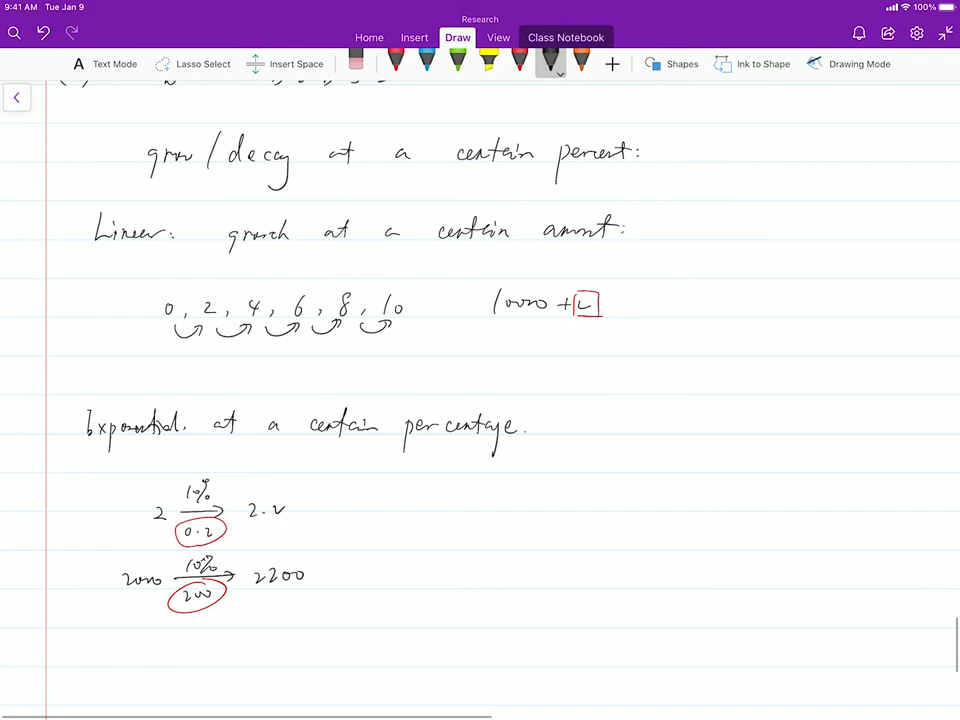 9:41 AM Tue Jan 9
100%
Research
Home Insert Draw View Class Notebook
Text Mode Lasso Select Insert Space Shapes Ink to Shape Drawing Mode
grow / decay at a certain percent:
Linear: growth at a certain amount:
0, 2, 4, 6, 8, 10 10000 + 2
Exponential. at a certain percentage.
10%
2 → 2.2
0.2
10%
2000 → 2200
200